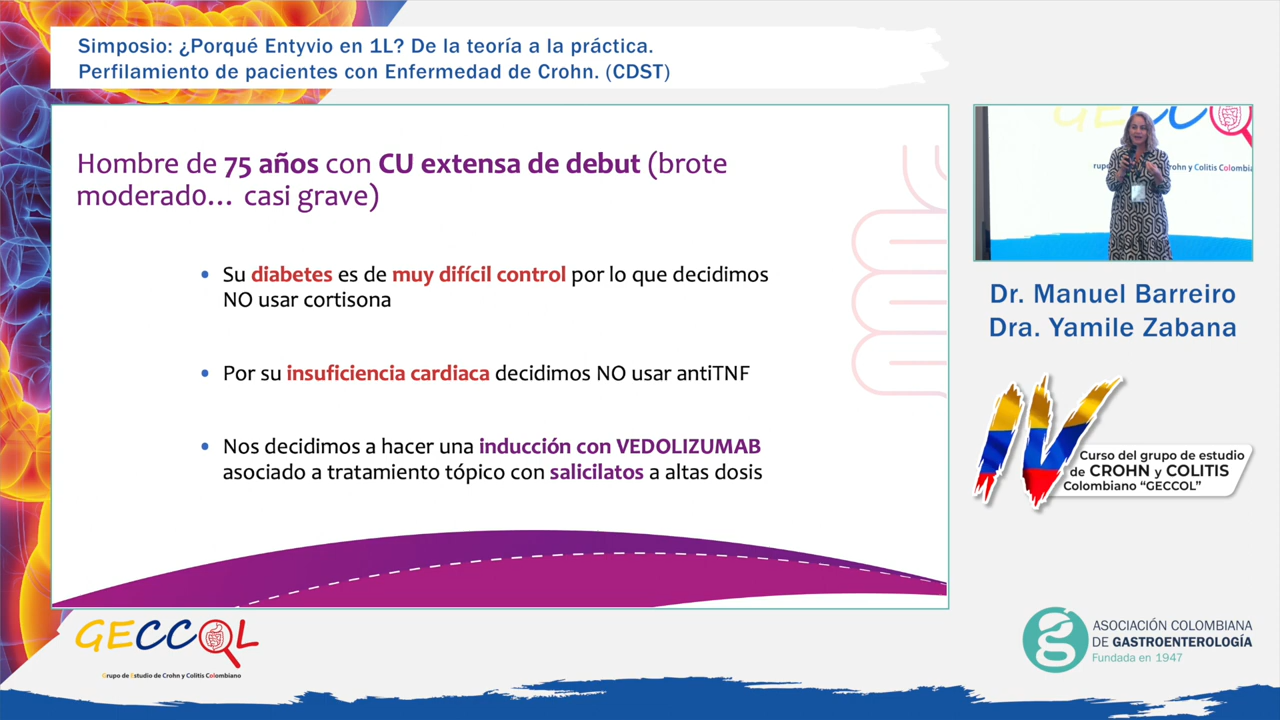 Simposio: ¿Porqué Entyvio en 1L? De la teoría a la práctica.
Perfilamiento de pacientes con Enfermedad de Crohn. (CDST)
Hombre de 75 años con CU extensa de debut (brote
moderado… casi grave)
• Su diabetes es de muy difícil control por lo que decidimos
NO usar cortisona
• Por su insuficiencia cardiaca decidimos NO usar antiTNF
• Nos decidimos a hacer una inducción con VEDOLIZUMAB
asociado a tratamiento tópico con salicilatos a altas dosis
GECCOL
Grupo de Estudio de Crohn y Colitis Colombiano
Dr. Manuel Barreiro
Dra. Yamile Zabana
IV
Curso del grupo de estudio
de CROHN y COLITIS
Colombiano “GECCOL”
ASOCIACIÓN COLOMBIANA
DE GASTROENTEROLOGÍA
Fundada en 1947